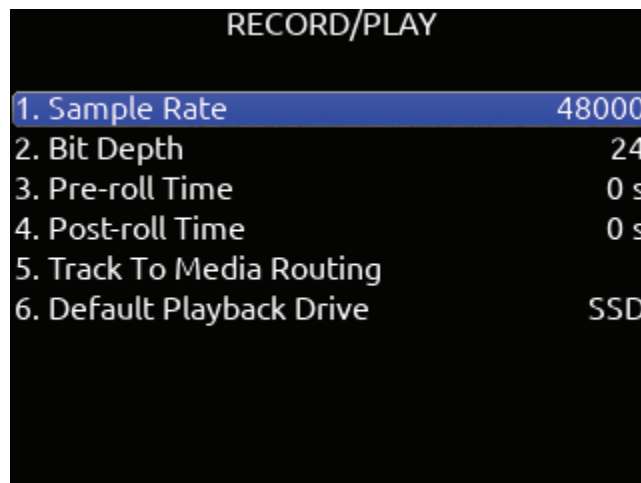 RECORD/PLAY
1. Sample Rate 48000
2. Bit Depth 24
3. Pre-roll Time 0 s
4. Post-roll Time 0 s
5. Track To Media Routing
6. Default Playback Drive SSD